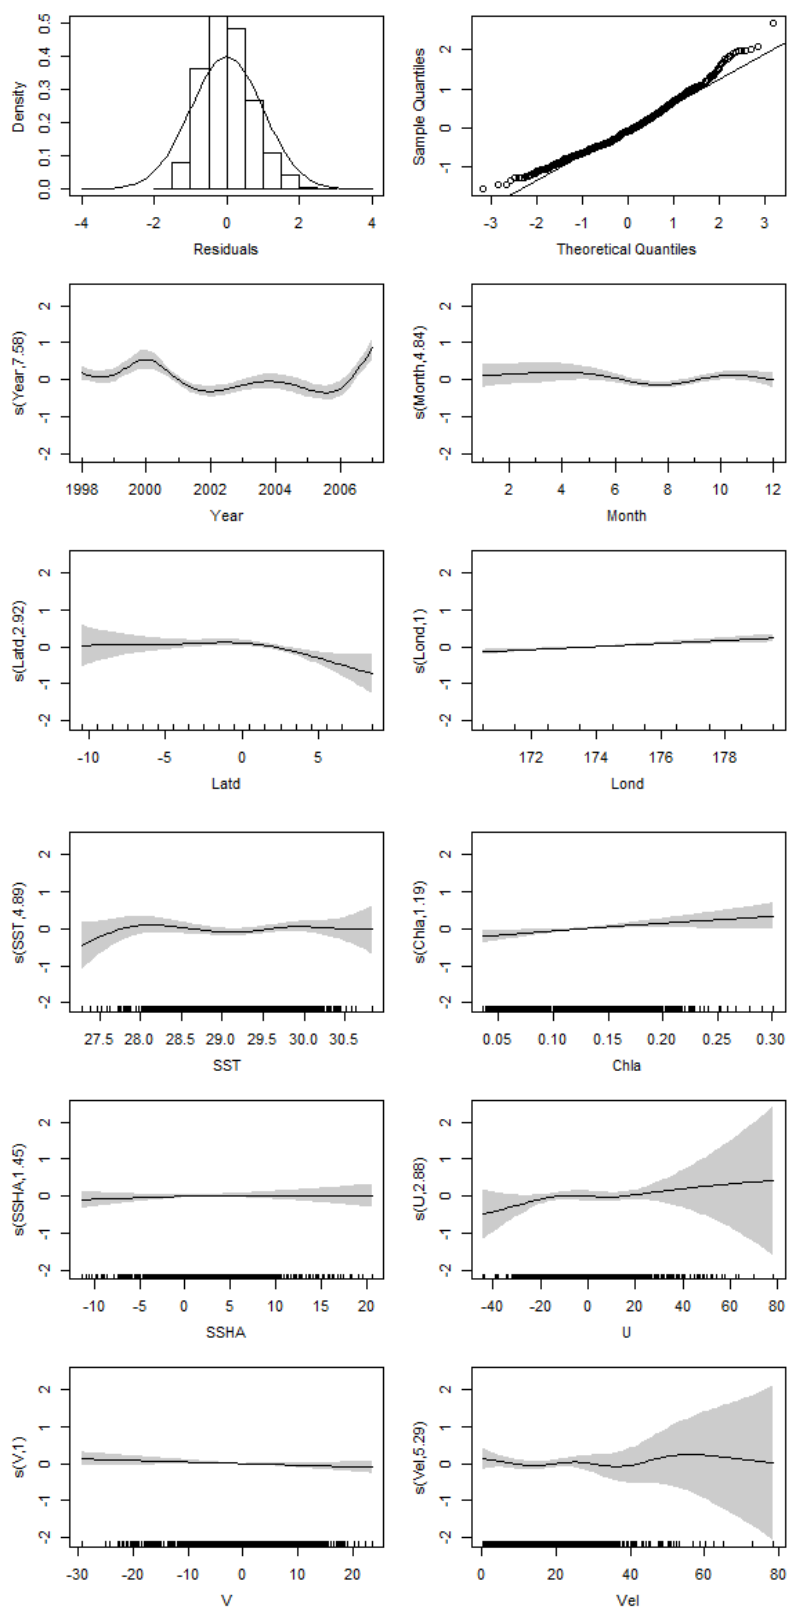 Density
0.0 0.1 0.2 0.3 0.4 0.5
-4 -2 0 2 4
Residuals
Sample Quantiles
-1 0 1 2
-3 -2 -1 0 1 2 3
Theoretical Quantiles
s(Year,7.58)
-2 -1 0 1 2
1998 2000 2002 2004 2006
Year
s(Month,4.84)
-2 -1 0 1 2
2 4 6 8 10 12
Month
s(Latd,2.92)
-2 -1 0 1 2
-10 -5 0 5
Latd
s(Lond,1)
-2 -1 0 1 2
172 174 176 178
Lond
s(SST,4.89)
-2 -1 0 1 2
27.5 28.0 28.5 29.0 29.5 30.0 30.5
SST
s(Chla,1.19)
-2 -1 0 1 2
0.05 0.10 0.15 0.20 0.25 0.30
Chla
s(SSHA,1.45)
-2 -1 0 1 2
-10 -5 0 5 10 15 20
SSHA
s(U,2.88)
-2 -1 0 1 2
-40 -20 0 20 40 60 80
U
s(V,1)
-2 -1 0 1 2
-30 -20 -10 0 10 20
V
s(Vel,5.29)
-2 -1 0 1 2
0 20 40 60 80
Vel